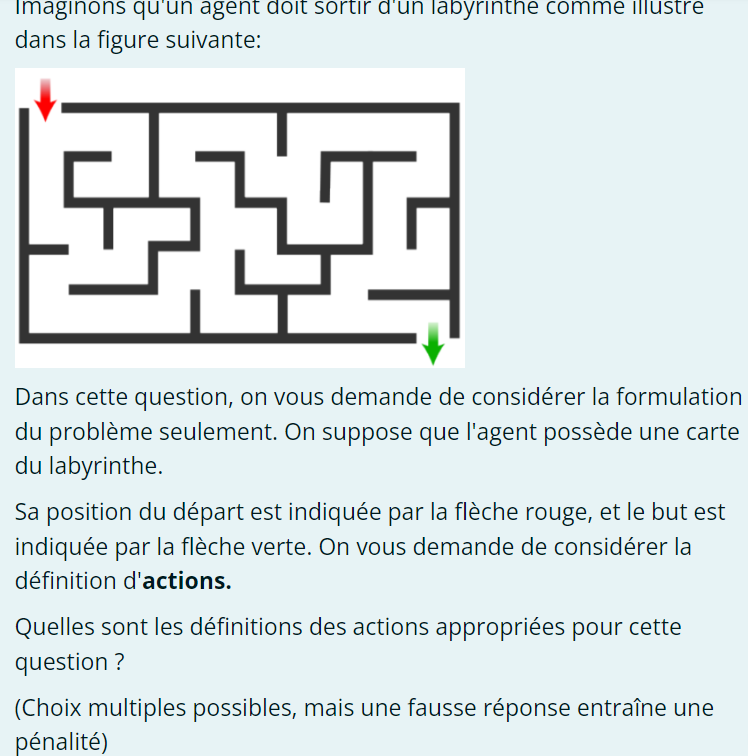 Imaginons qu'un agent doit sortir d'un labyrinthe comme illustré
dans la figure suivante:
Dans cette question, on vous demande de considérer la formulation
du problème seulement. On suppose que l'agent possède une carte
du labyrinthe.
Sa position du départ est indiquée par la flèche rouge, et le but est
indiquée par la flèche verte. On vous demande de considérer la
définition d'actions.
Quelles sont les définitions des actions appropriées pour cette
question ?
(Choix multiples possibles, mais une fausse réponse entraîne une
pénalité)